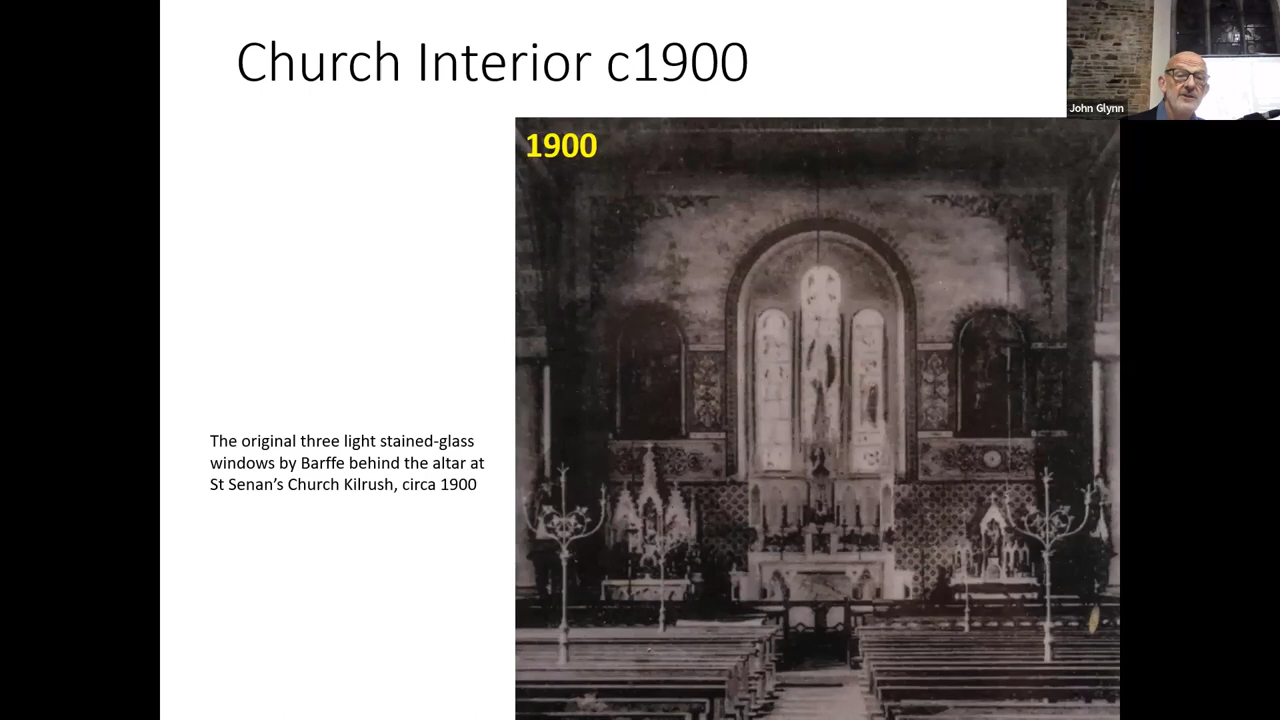 Church Interior c1900
John Glynn
1900
The original three light stained-glass
windows by Barffe behind the altar at
St Senan’s Church Kilrush, circa 1900